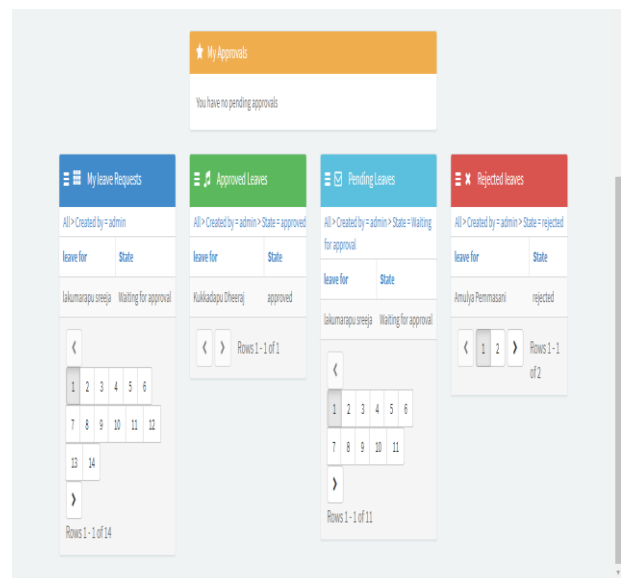 My Approvals
You have no pending approvals
My leave Requests
All > Created by = admin
leave for State
lakumarapu sreeja Waiting for approval
1 2 3 4 5 6
7 8 9 10 11 12
13 14
Rows 1 - 1 of 14
Approved Leaves
All > Created by = admin > State = approved
leave for State
Kukkadapu Dheeraj approved
Rows 1 - 1 of 1
Pending Leaves
All > Created by = admin > State = Waiting
for approval
leave for State
lakumarapu sreeja Waiting for approval
1 2 3 4 5 6
7 8 9 10 11
Rows 1 - 1 of 11
Rejected leaves
All > Created by = admin > State = rejected
leave for State
Amulya Pemmasani rejected
1 2 Rows 1 - 1
of 2